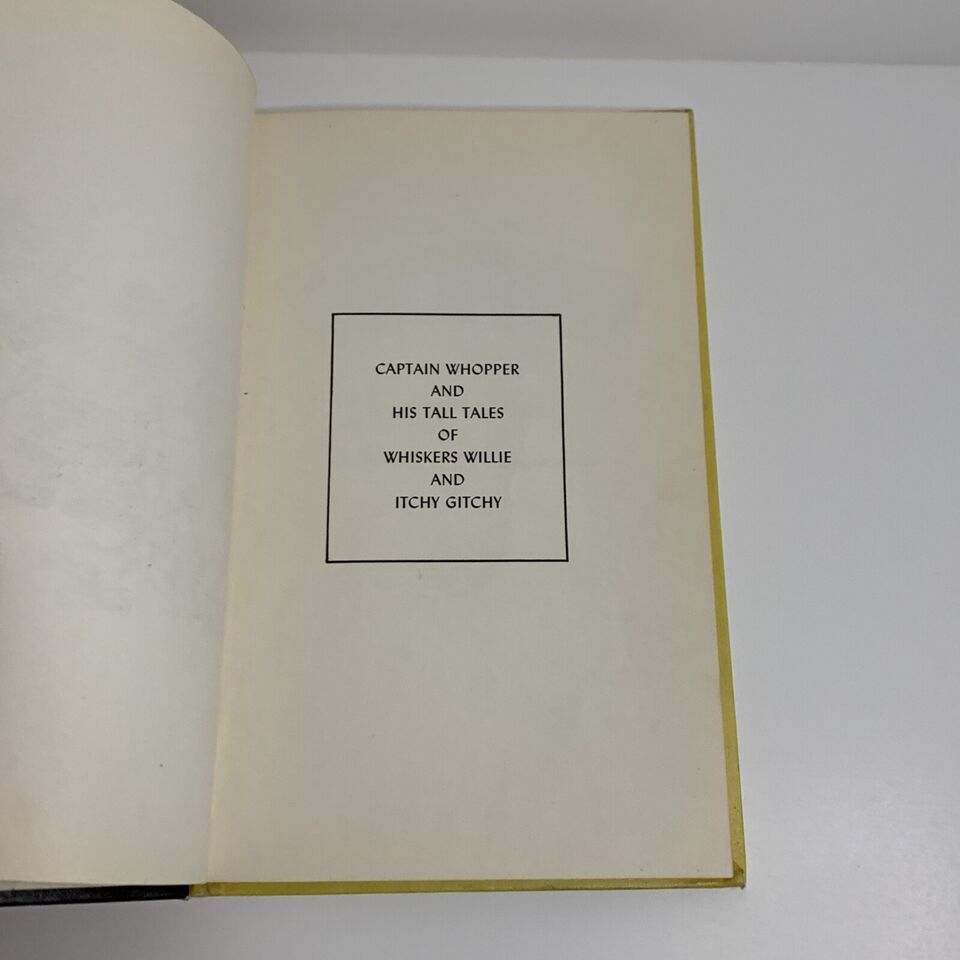 CAPTAIN WHOPPER
AND
HIS TALL TALES
OF
WHISKERS WILLIE
AND
ITCHY GITCHY